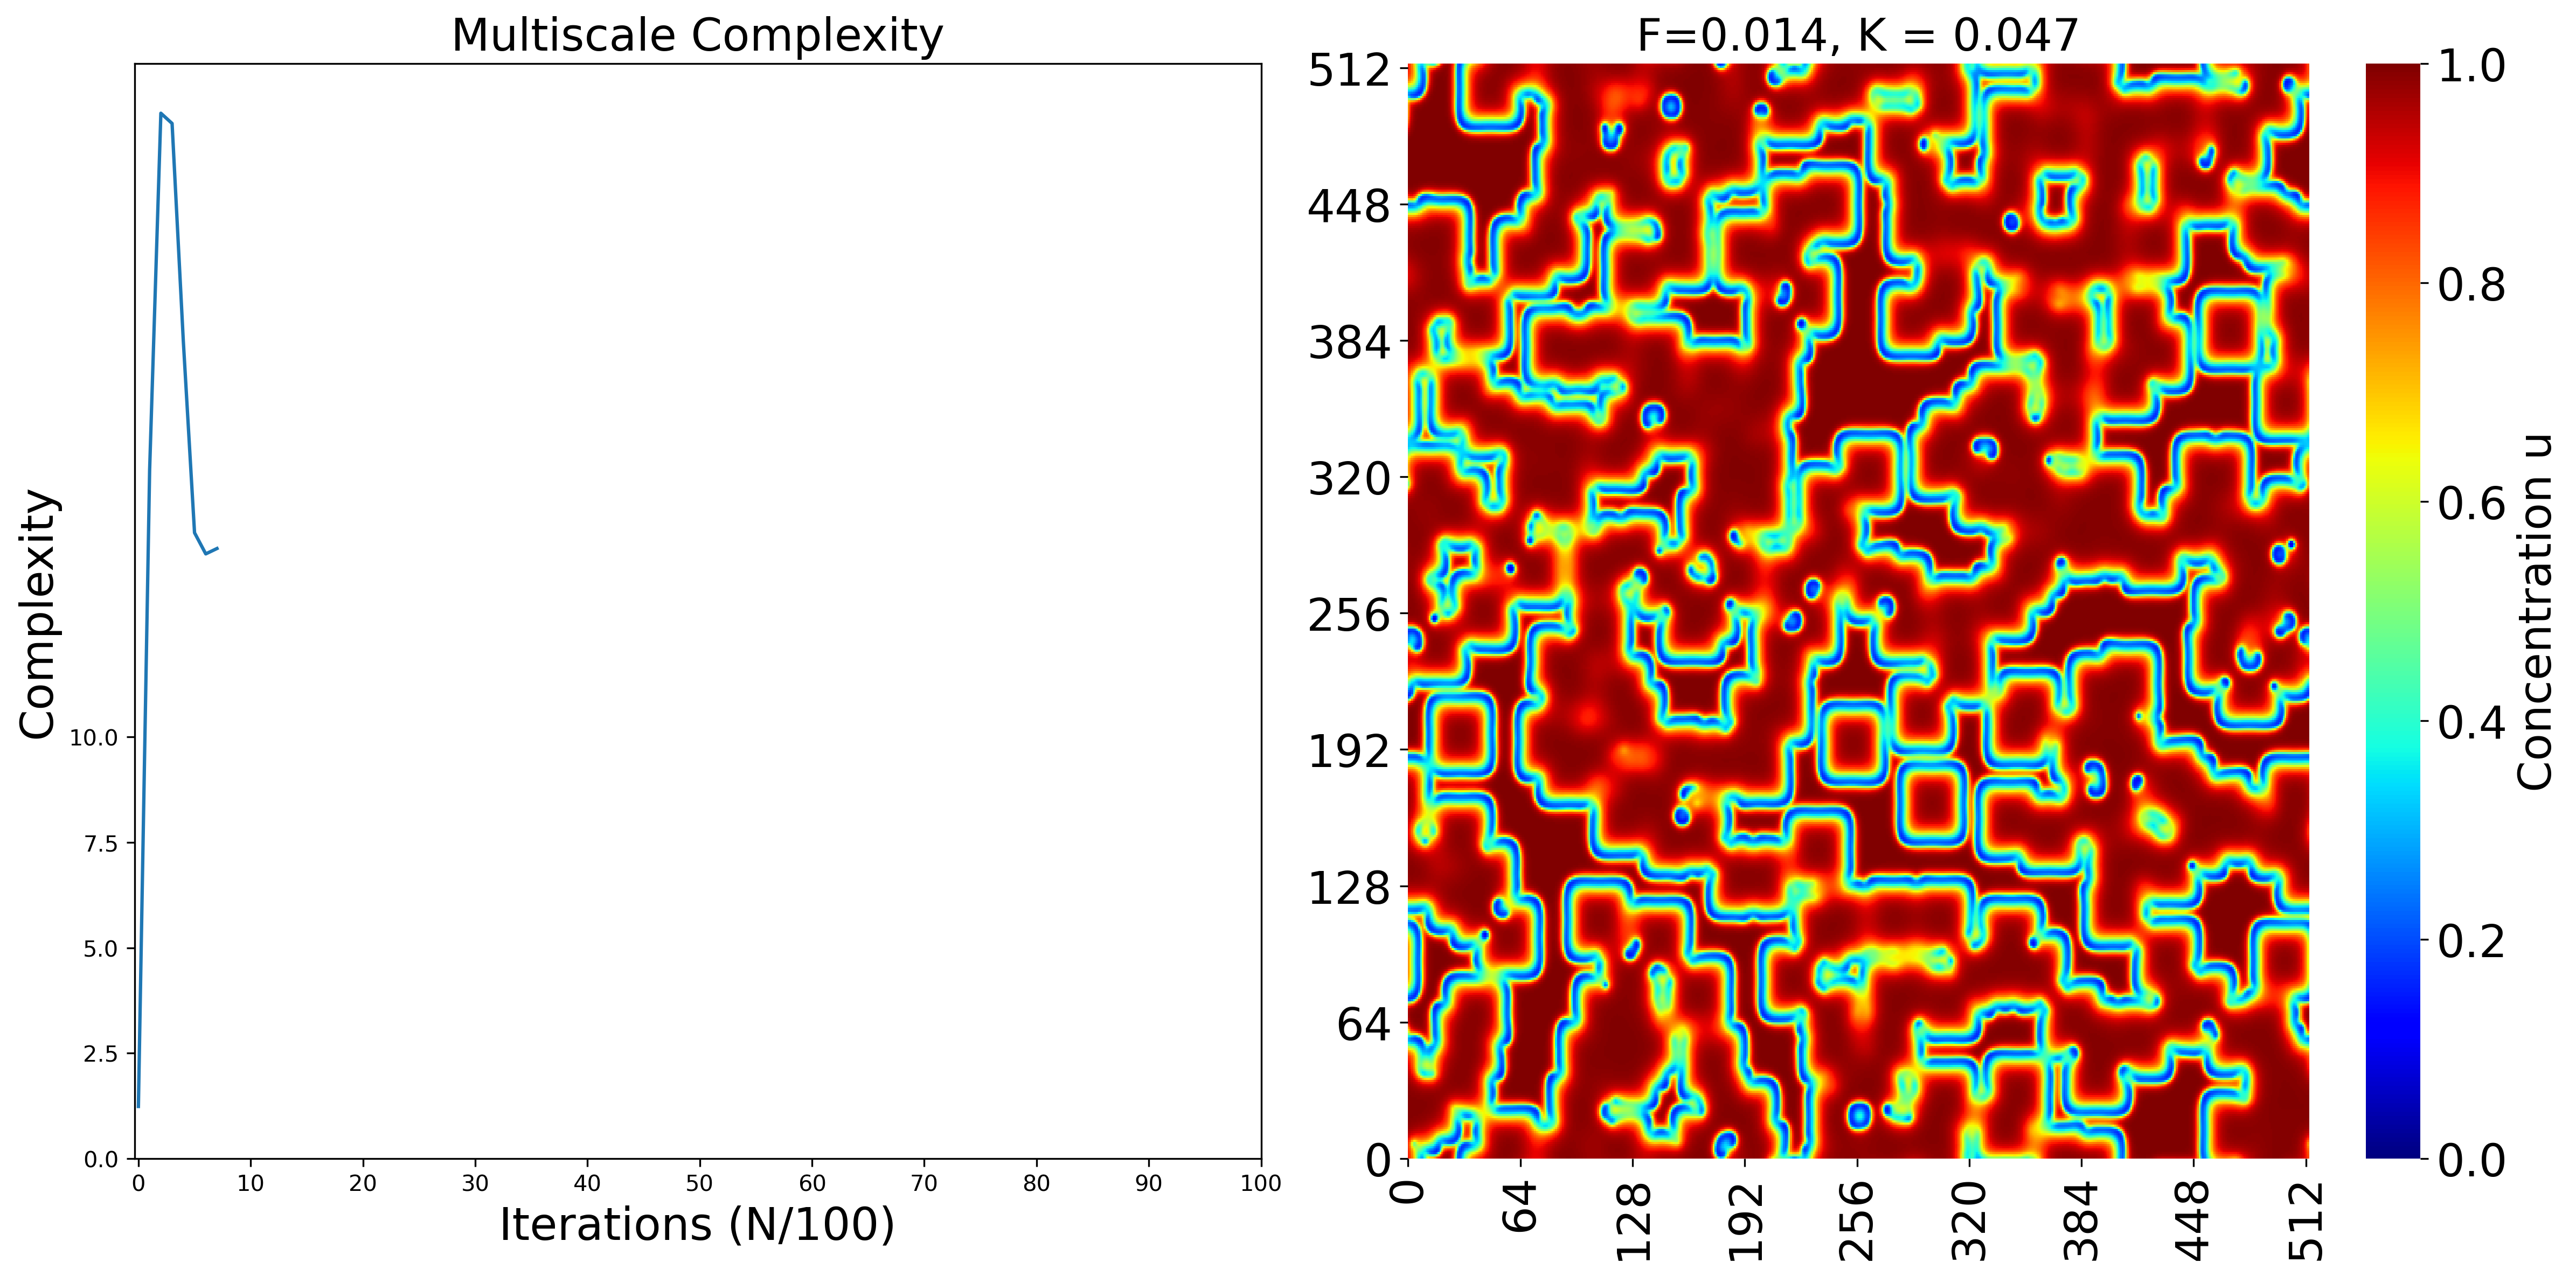 Multiscale Complexity
Complexity
10.0
7.5
5.0
2.5
0.0
0 10 20 30 40 50 60 70 80 90 100
Iterations (N/100)
F=0.014, K = 0.047
512
448
384
320
256
192
128
64
0
0 64 128 192 256 320 384 448 512
1.0
0.8
0.6
0.4
0.2
0.0
Concentration u